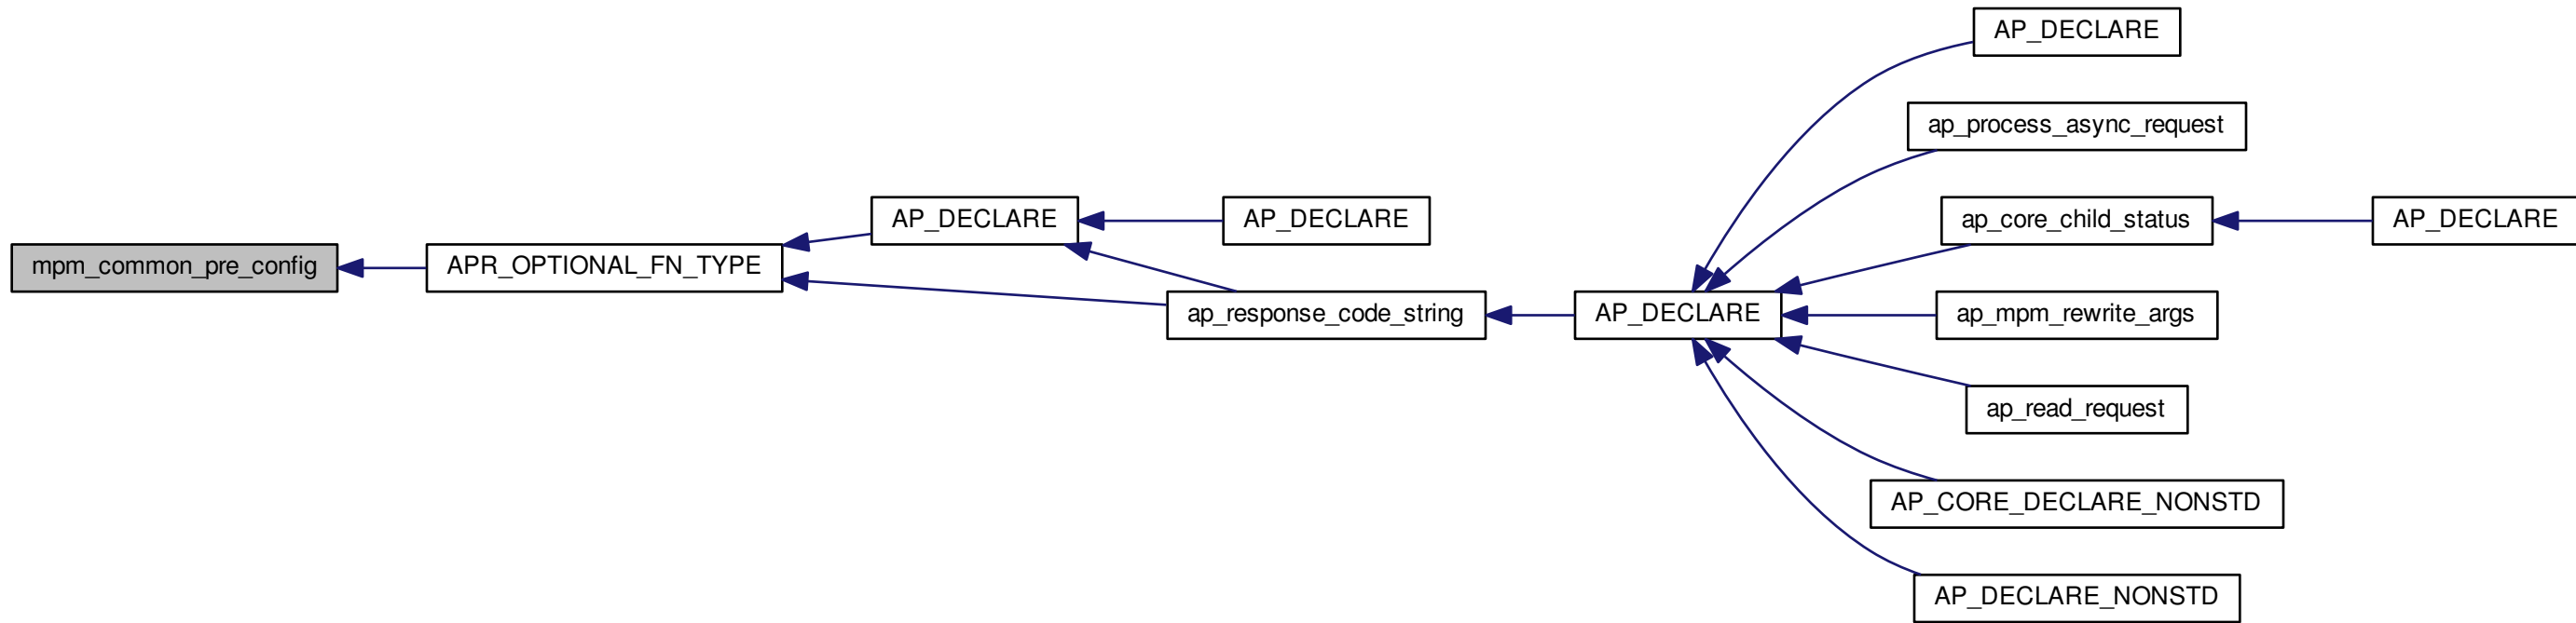 AP_DECLARE
ap_process_async_request
AP_DECLARE
AP_DECLARE
ap_core_child_status
AP_DECLARE
mpm_common_pre_config
APR_OPTIONAL_FN_TYPE
ap_response_code_string
AP_DECLARE
ap_mpm_rewrite_args
ap_read_request
AP_CORE_DECLARE_NONSTD
AP_DECLARE_NONSTD